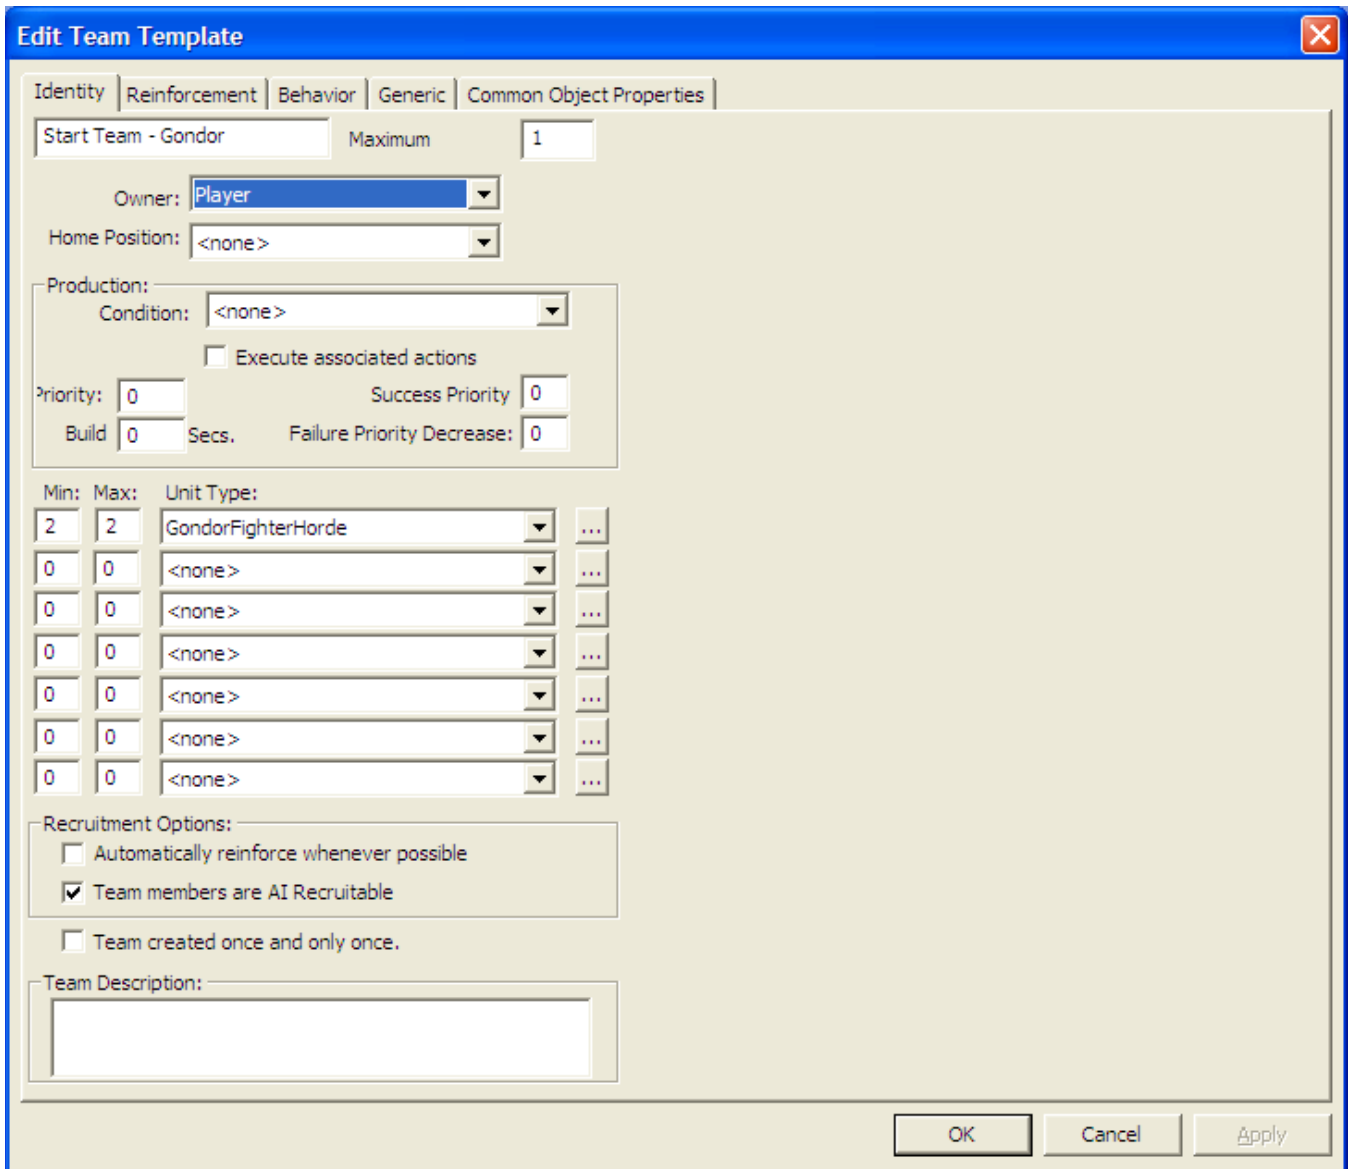 Edit Team Template
Identity Reinforcement Behavior Generic Common Object Properties
Start Team - Gondor Maximum 1
Owner: Player
Home Position: <none>
Production:
Condition: <none>
Execute associated actions
Priority: 0 Success Priority 0
Build 0 Secs. Failure Priority Decrease: 0
Min: Max: Unit Type:
2 2 GondorFighterHorde ...
0 0 <none> ...
0 0 <none> ...
0 0 <none> ...
0 0 <none> ...
0 0 <none> ...
0 0 <none> ...
Recruitment Options:
Automatically reinforce whenever possible
Team members are AI Recruitable
Team created once and only once.
Team Description:
OK Cancel Apply